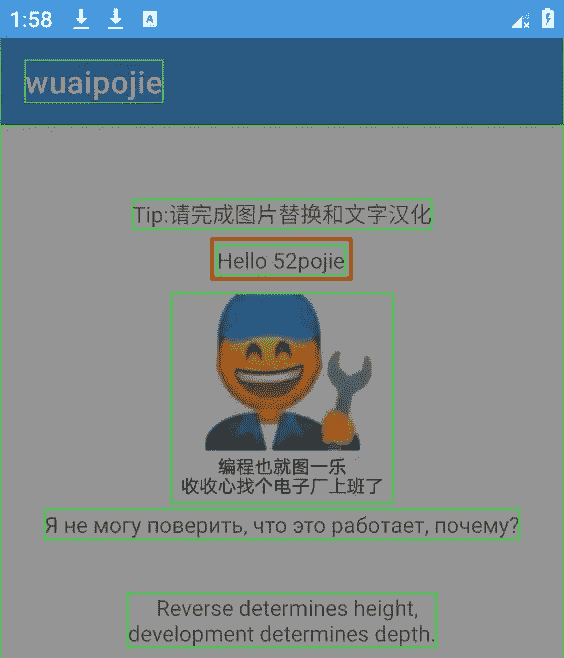 1:58
A
wuaipojie
Tip:请完成图片替换和文字汉化
Hello 52pojie
编程也就图一乐
收收心找个电子厂上班了
Я не могу поверить, что это работает, почему?
Reverse determines height,
development determines depth.